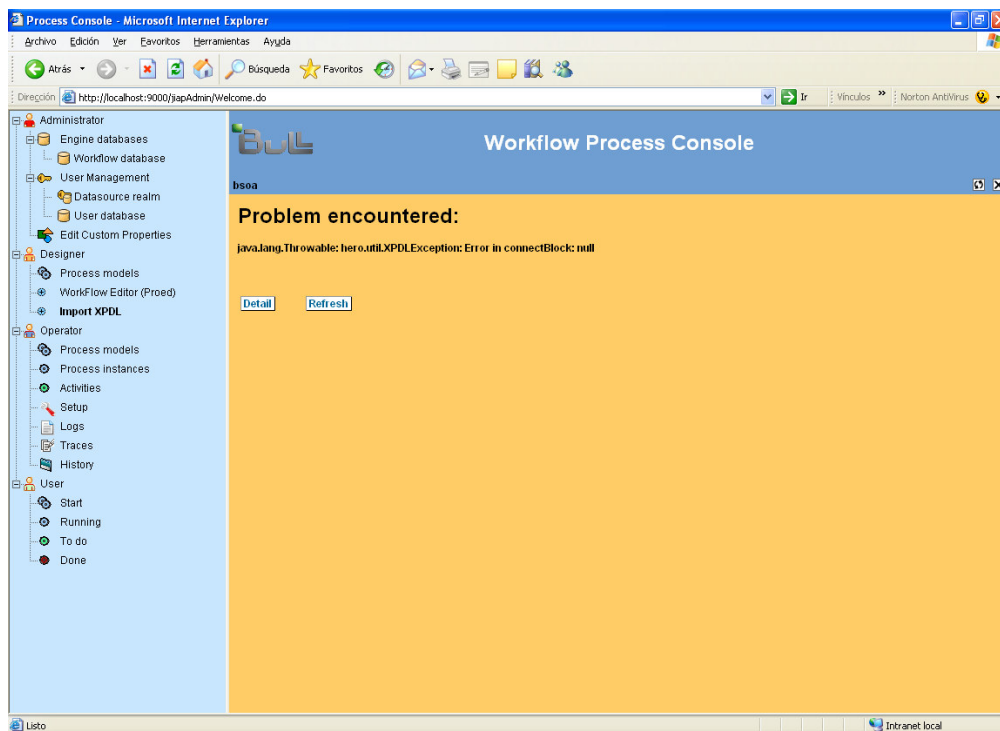 Process Console - Microsoft Internet Explorer
Archivo Edición Ver Favoritos Herramientas Ayuda
Atrás Búsqueda Favoritos
Dirección http://localhost:9000/jiapAdmin/Welcome.do Ir Vínculos » Norton AntiVirus
Administrator
Engine databases
Workflow database
User Management
Datasource realm
User database
Edit Custom Properties
Designer
Process models
WorkFlow Editor (Proed)
Import XPDL
Operator
Process models
Process instances
Activities
Setup
Logs
Traces
History
User
Start
Running
To do
Done
Bull
Workflow Process Console
bsoa
Problem encountered:
java.lang.Throwable: hero.util.XPDLException: Error in connectBlock: null
Detail Refresh
Listo Intranet local